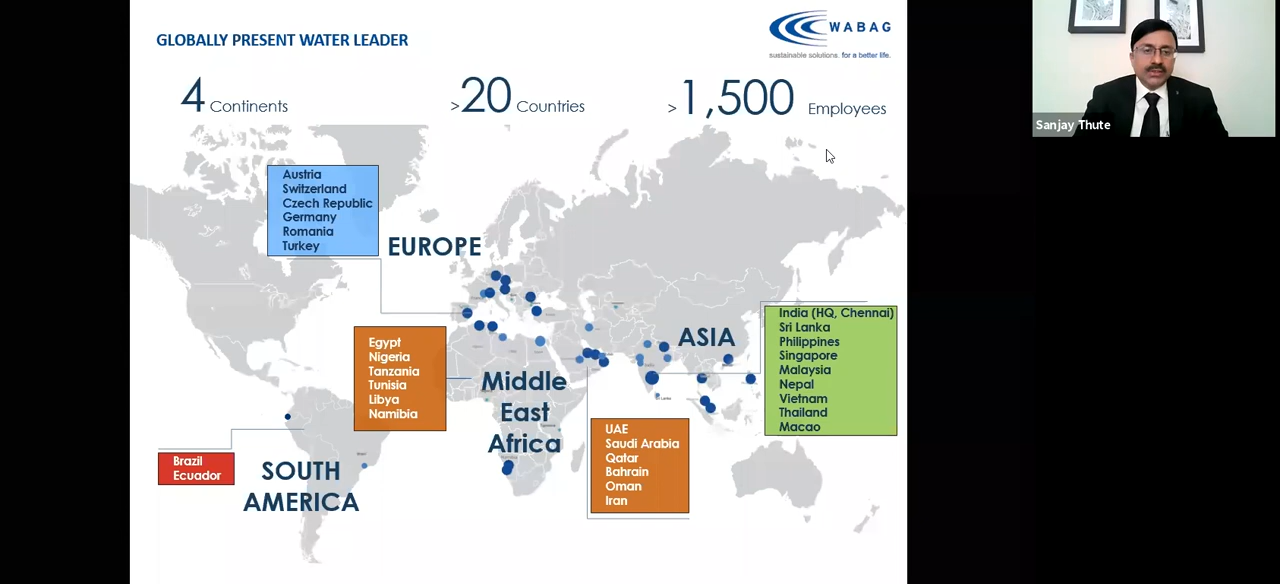 GLOBALLY PRESENT WATER LEADER
WABAG
sustainable solutions. for a better life.
4 Continents
>20 Countries
>1,500 Employees
Sanjay Thute
Austria
Switzerland
Czech Republic
Germany
Romania
Turkey
EUROPE
Egypt
Nigeria
Tanzania
Tunisia
Libya
Namibia
Middle
East
Africa
ASIA
India (HQ, Chennai)
Sri Lanka
Philippines
Singapore
Malaysia
Nepal
Vietnam
Thailand
Macao
UAE
Saudi Arabia
Qatar
Bahrain
Oman
Iran
Brazil
Ecuador
SOUTH
AMERICA